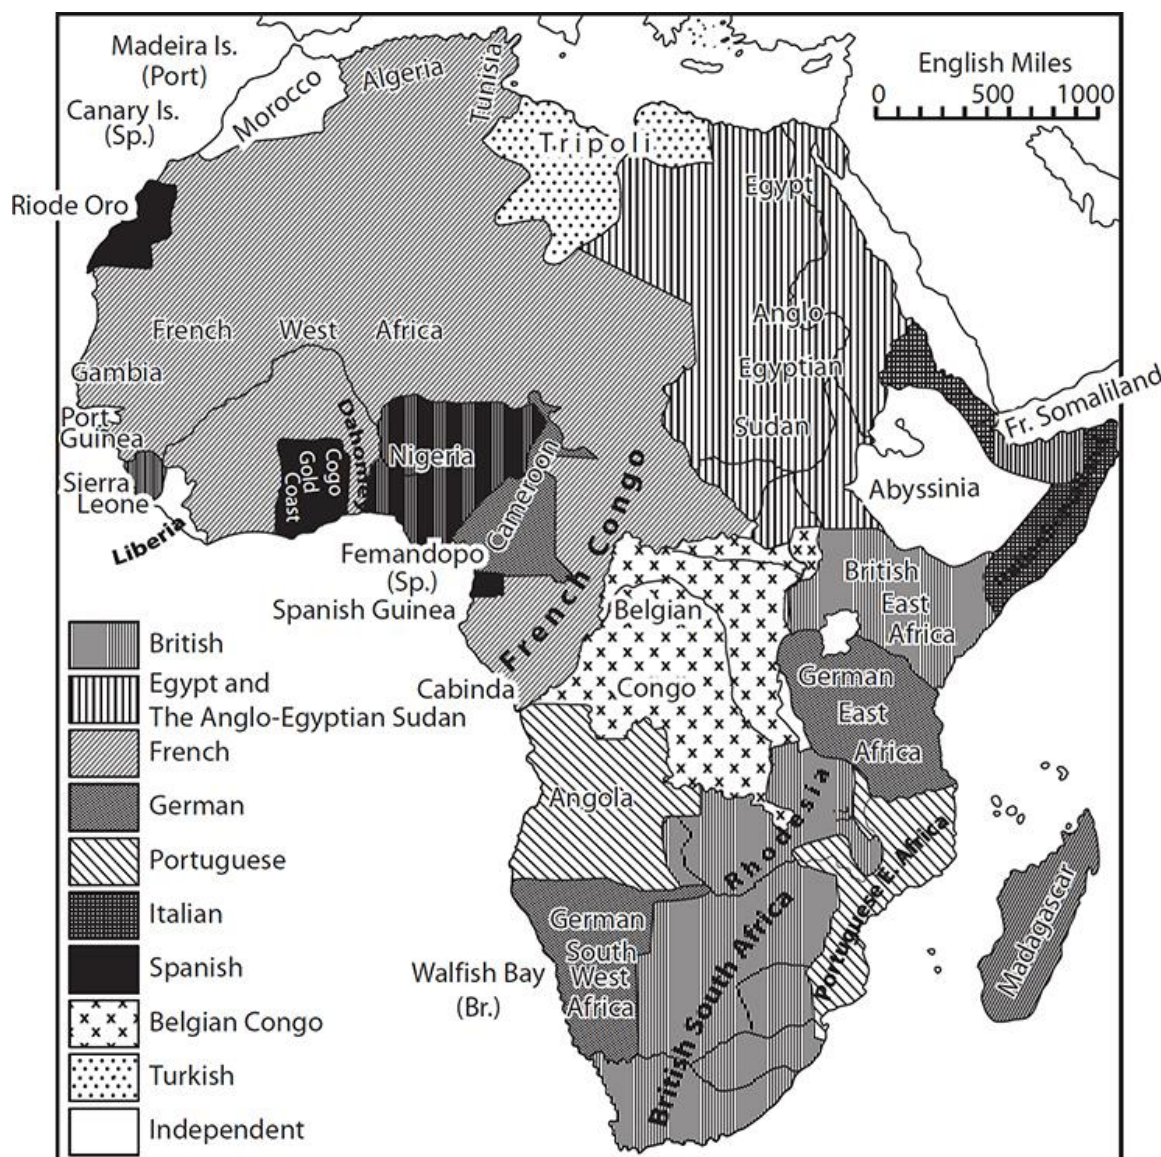 Madeira Is.
(Port)
Canary Is.
(Sp.)
Morocco
Algeria
Tunisia
Tripoli
English Miles
0 500 1000
Egypt
Riode Oro
French West Africa
Anglo
Egyptian
Sudan
Gambia
Port
Guinea
Sierra
Leone
Liberia
Cogo
Gold
Coast
Dahomey
Nigeria
Cameroon
French Congo
Fr. Somaliland
Abyssinia
Femandopo
(Sp.)
Spanish Guinea
Cabinda
Belgian
Congo
British
East
Africa
German
East
Africa
Angola
Rhodesia
Portuguese E. Africa
German
South
West
Africa
Walfish Bay
(Br.)
British South Africa
Madagascar
British
Egypt and
The Anglo-Egyptian Sudan
French
German
Portuguese
Italian
Spanish
Belgian Congo
Turkish
Independent